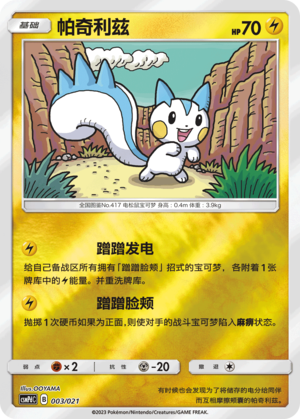 基础 帕奇利兹 HP70
全国图鉴No.417 电松鼠宝可梦 身高:0.4m 体重:3.9kg
蹭蹭发电
给自己备战区所有拥有「蹭蹭脸颊」招式的宝可梦,各附着1张
牌库中的能量。并重洗牌库。
蹭蹭脸颊
抛掷1次硬币如果为正面,则使对手的战斗宝可梦陷入麻痹状态。
弱点 ×2 抗性 -20 撤退
Illus. OOYAMA
CSMPfC B 003/021
有时候也会发现为了将储存的电分给同伴
而互相摩擦颊囊的帕奇利兹。
©2023 Pokémon/Nintendo/Creatures/GAME FREAK.